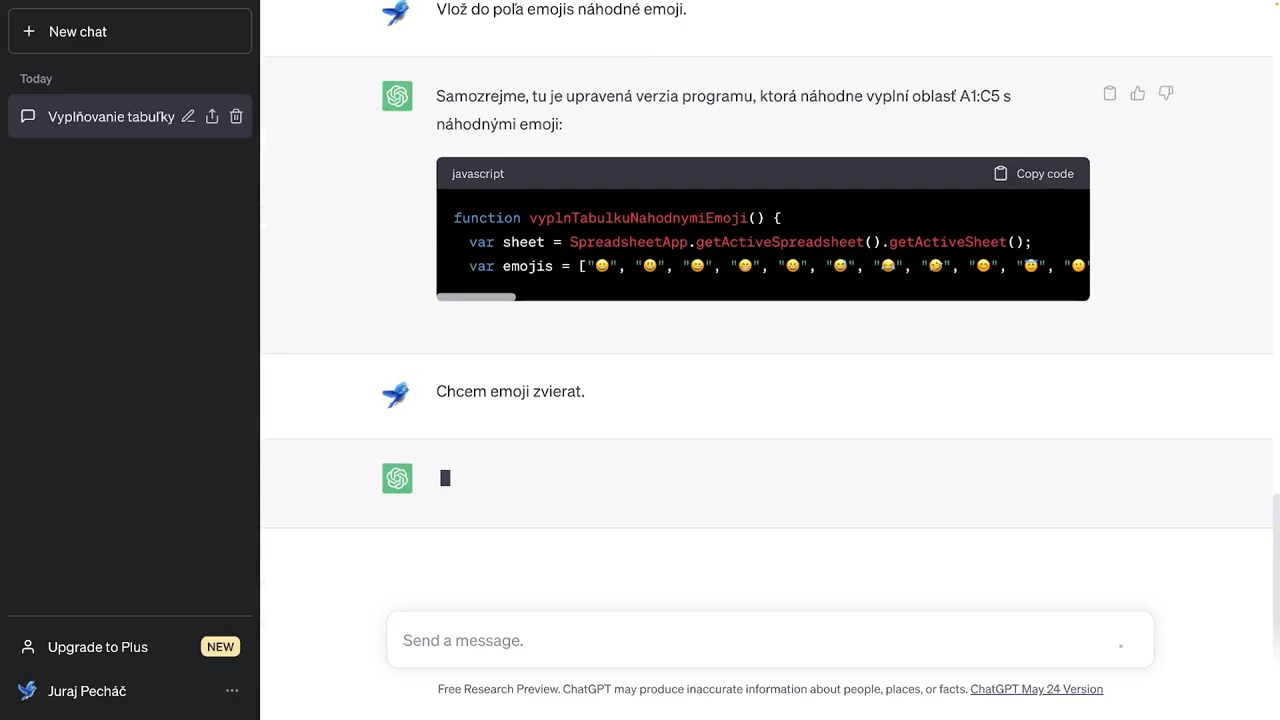 New chat
Today
Vyplňovanie tabuľky
Upgrade to Plus
NEW
Juraj Pecháč
Vlož do poľa emojis náhodné emoji.
Samozrejme, tu je upravená verzia programu, ktorá náhodne vyplní oblasť A1:C5 s
náhodnými emoji:
javascript
Copy code
function vyplnTabulkuNahodnymiEmoji() {
var sheet = SpreadsheetApp.getActiveSpreadsheet().getActiveSheet();
var emojis = ["😀", "😃", "😄", "😁", "😆", "😅", "😂", "🤣", "😊", "😇", "🙂"
Chcem emoji zvierat.
Send a message.
Free Research Preview. ChatGPT may produce inaccurate information about people, places, or facts. ChatGPT May 24 Version